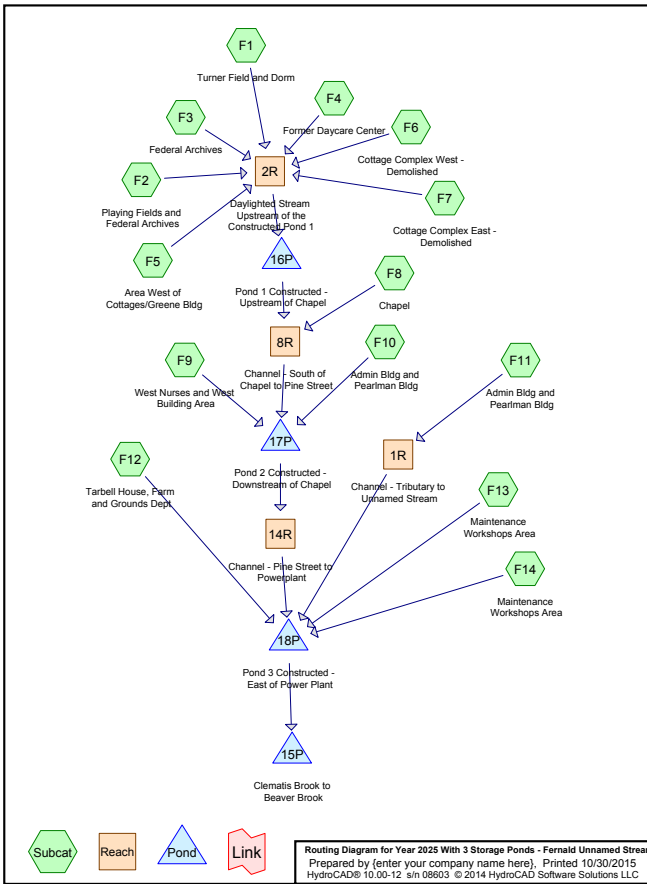 F1
Turner Field and Dorm
F4
Former Daycare Center
F3
Federal Archives
F6
Cottage Complex West -
Demolished
F2
Playing Fields and
Federal Archives
2R
Daylighted Stream
Upstream of the
Constructed Pond 1
F7
Cottage Complex East -
Demolished
F5
Area West of
Cottages/Greene Bldg
16P
Pond 1 Constructed -
Upstream of Chapel
F8
Chapel
8R
Channel - South of
Chapel to Pine Street
F9
West Nurses and West
Building Area
F10
Admin Bldg and
Pearlman Bldg
F11
Admin Bldg and
Pearlman Bldg
17P
Pond 2 Constructed -
Downstream of Chapel
1R
Channel - Tributary to
Unnamed Stream
F12
Tarbell House, Farm
and Grounds Dept
F13
Maintenance
Workshops Area
14R
Channel - Pine Street to
Powerplant
F14
Maintenance
Workshops Area
18P
Pond 3 Constructed -
East of Power Plant
15P
Clematis Brook to
Beaver Brook
Subcat
Reach
Pond
Link
Routing Diagram for Year 2025 With 3 Storage Ponds - Fernald Unnamed Strea
Prepared by {enter your company name here}, Printed 10/30/2015
HydroCAD® 10.00-12 s/n 08603 © 2014 HydroCAD Software Solutions LLC